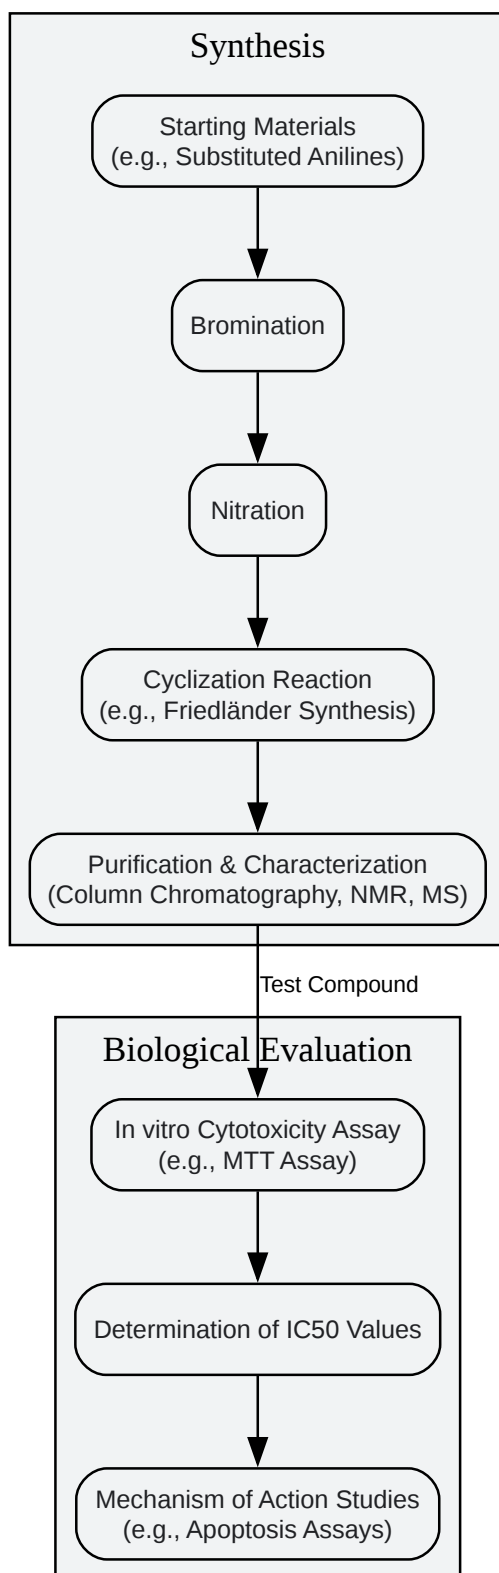 Synthesis
Starting Materials
(e.g., Substituted Anilines)
Bromination
Nitration
Cyclization Reaction
(e.g., Friedländer Synthesis)
Purification & Characterization
(Column Chromatography, NMR, MS)
Test Compound
Biological Evaluation
In vitro Cytotoxicity Assay
(e.g., MTT Assay)
Determination of IC50 Values
Mechanism of Action Studies
(e.g., Apoptosis Assays)